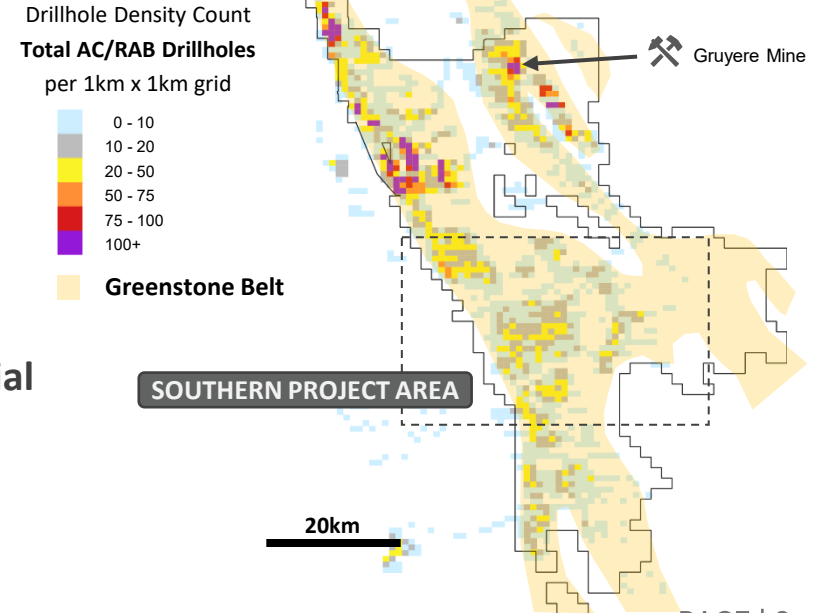 Drillhole Density Count
Total AC/RAB Drillholes
per 1km x 1km grid
0 - 10
10 - 20
20 - 50
50 - 75
75 - 100
100+
Greenstone Belt
Gruyere Mine
ial
SOUTHERN PROJECT AREA
20km